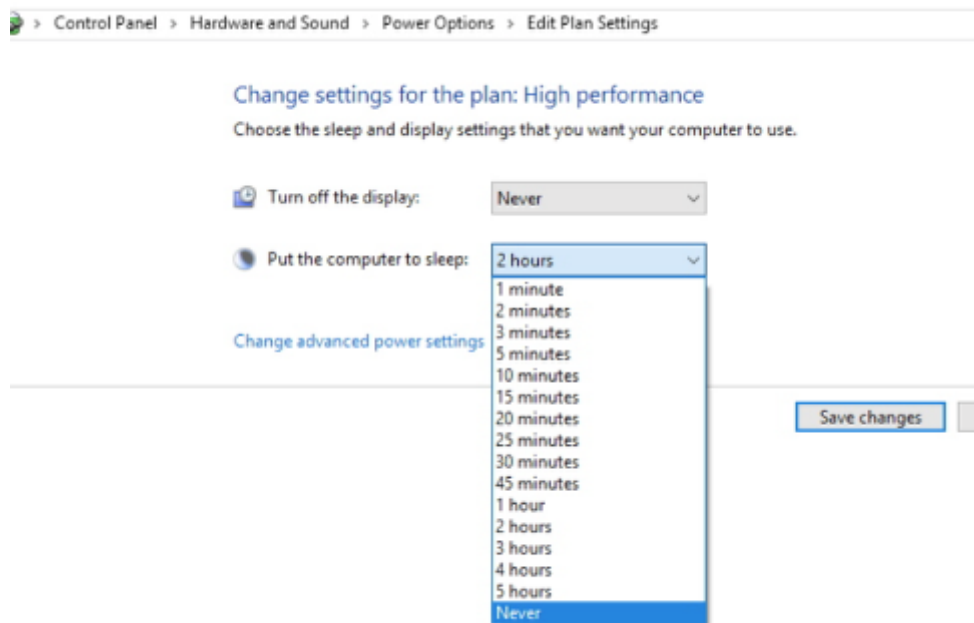 > Control Panel > Hardware and Sound > Power Options > Edit Plan Settings
Change settings for the plan: High performance
Choose the sleep and display settings that you want your computer to use.
Turn off the display: Never
Put the computer to sleep: 2 hours
1 minute
2 minutes
3 minutes
5 minutes
10 minutes
15 minutes
20 minutes
25 minutes
30 minutes
45 minutes
1 hour
2 hours
3 hours
4 hours
5 hours
Never
Change advanced power settings
Save changes